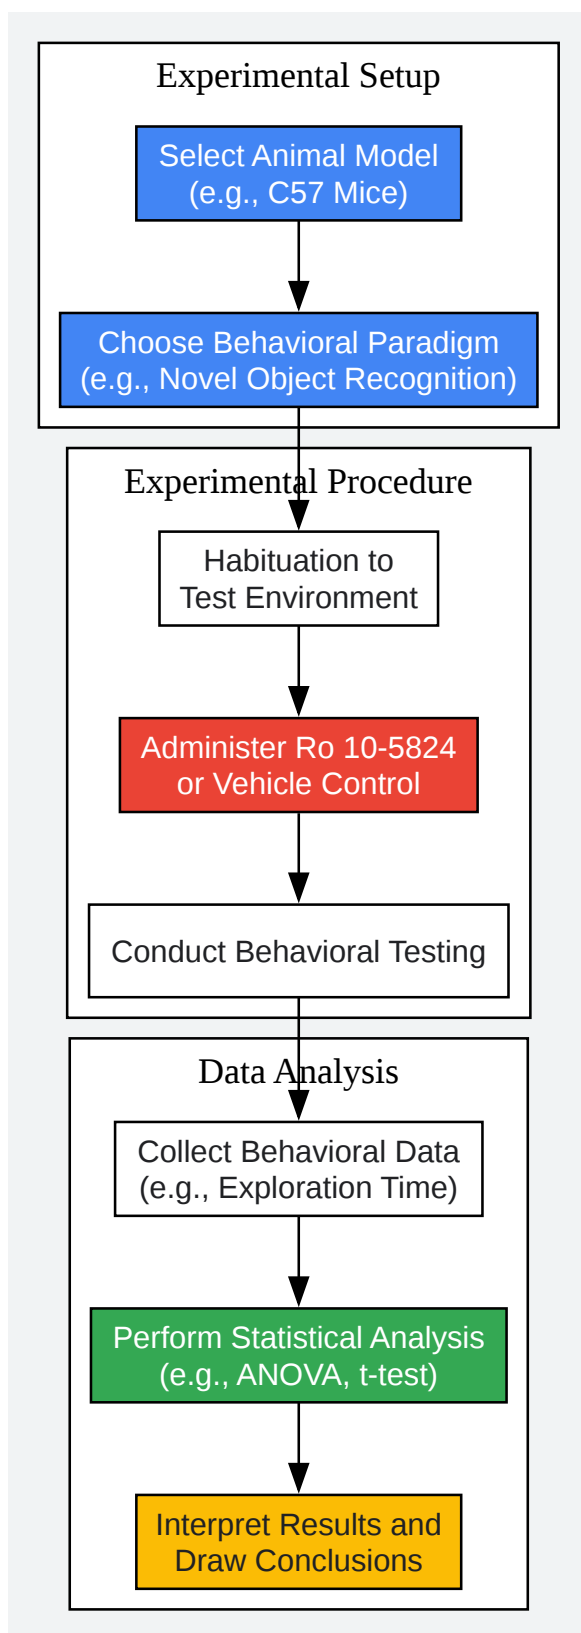 Experimental Setup
Select Animal Model
(e.g., C57 Mice)
Choose Behavioral Paradigm
(e.g., Novel Object Recognition)
Experimental Procedure
Habituation to
Test Environment
Administer Ro 10-5824
or Vehicle Control
Conduct Behavioral Testing
Data Analysis
Collect Behavioral Data
(e.g., Exploration Time)
Perform Statistical Analysis
(e.g., ANOVA, t-test)
Interpret Results and
Draw Conclusions